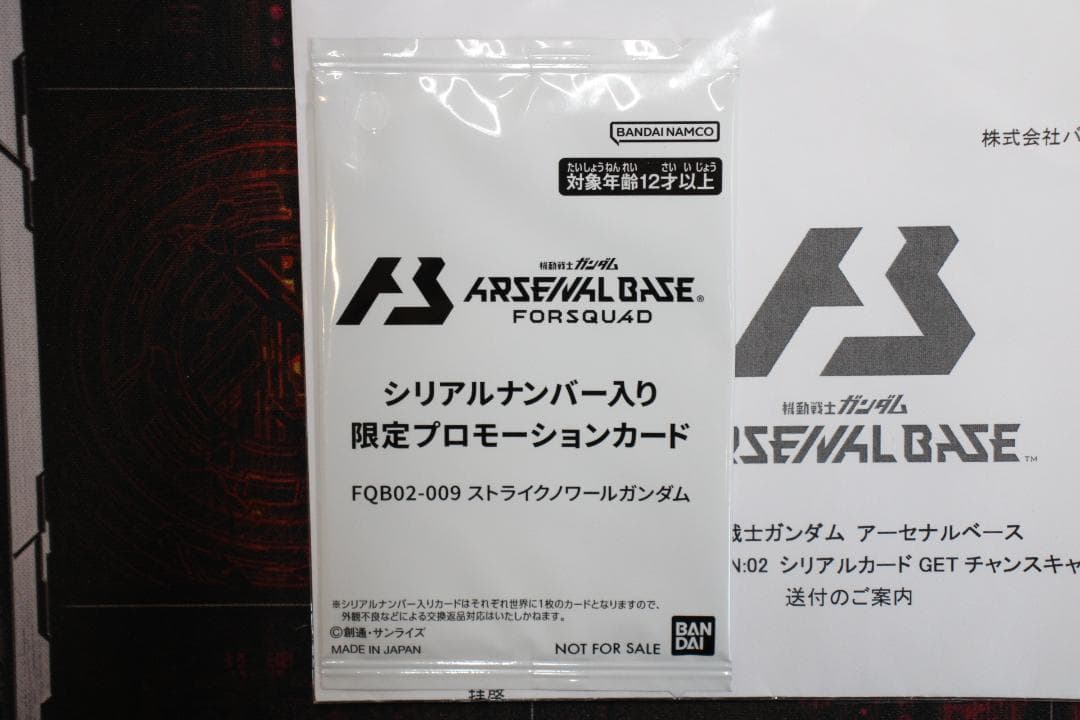 BANDAI NAMCO
たいしょうねんれい さい いじょう
対象年齢12才以上
機動戦士ガンダム
ARSENAL BASE®
FORSQUAD
シリアルナンバー入り
限定プロモーションカード
FQB02-009 ストライクノワールガンダム
※シリアルナンバー入りカードはそれぞれ世界に1枚のカードとなりますので、
外観不良などによる交換返品対応はいたしかねます。
©創通・サンライズ
MADE IN JAPAN
NOT FOR SALE
BAN
DAI
株式会社バ
機動戦士ガンダム
RSENAL BASE™
戦士ガンダム アーセナルベース
N:02 シリアルカード GET チャンスキャ
送付のご案内
拝啓